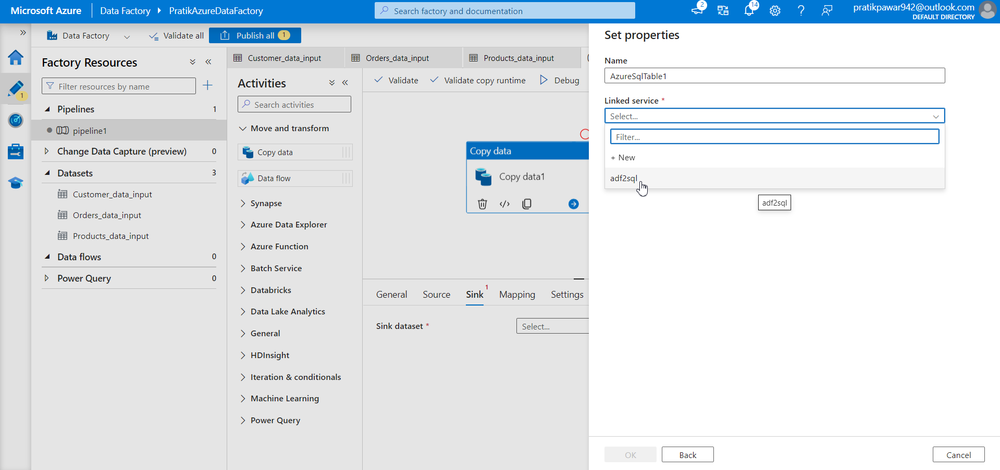 Microsoft Azure
Data Factory
PratikAzureDataFactory
Search factory and documentation
2
14
pratikpawar942@outlook.com
DEFAULT DIRECTORY
Data Factory
Validate all
Publish all 1
1
Factory Resources
Filter resources by name
Pipelines 1
pipeline1
Change Data Capture (preview) 0
Datasets 3
Customer_data_input
Orders_data_input
Products_data_input
Data flows 0
Power Query 0
Customer_data_input
Orders_data_input
Products_data_input
Activities
Search activities
Move and transform
Copy data
Data flow
Synapse
Azure Data Explorer
Azure Function
Batch Service
Databricks
Data Lake Analytics
General
HDInsight
Iteration & conditionals
Machine Learning
Power Query
Validate
Validate copy runtime
Debug
Copy data
Copy data1
General
Source
Sink 1
Mapping
Settings
Sink dataset *
Select...
Set properties
Name
AzureSqlTable1
Linked service *
Select...
Filter...
+ New
adf2sql
adf2sql
OK
Back
Cancel